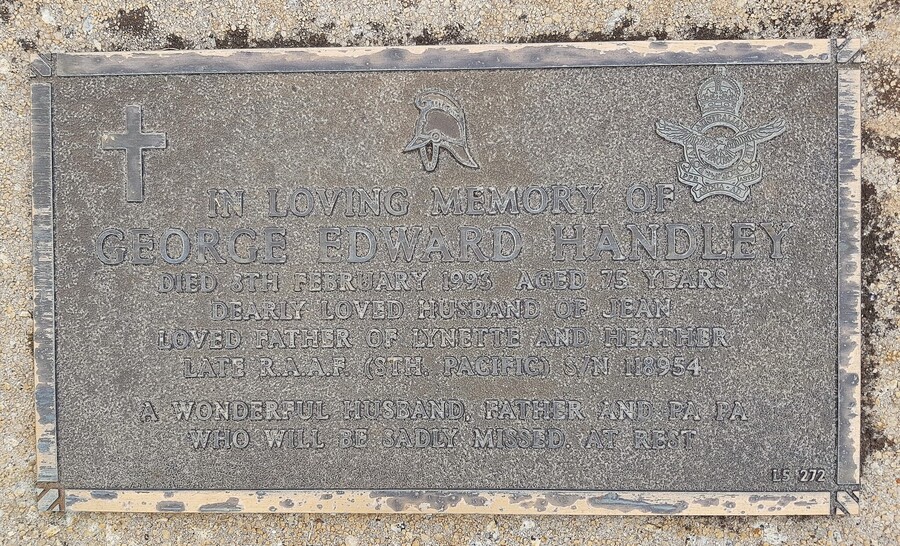 IN LOVING MEMORY OF
GEORGE EDWARD HANDLEY
DIED 8TH FEBRUARY 1993 AGED 75 YEARS
DEARLY LOVED HUSBAND OF JEAN
LOVED FATHER OF LYNETTE AND HEATHER
LATE R.A.A.F. (STH. PACIFIC) S/N 118954
A WONDERFUL HUSBAND, FATHER AND PA PA
WHO WILL BE SADLY MISSED. AT REST
LS 272